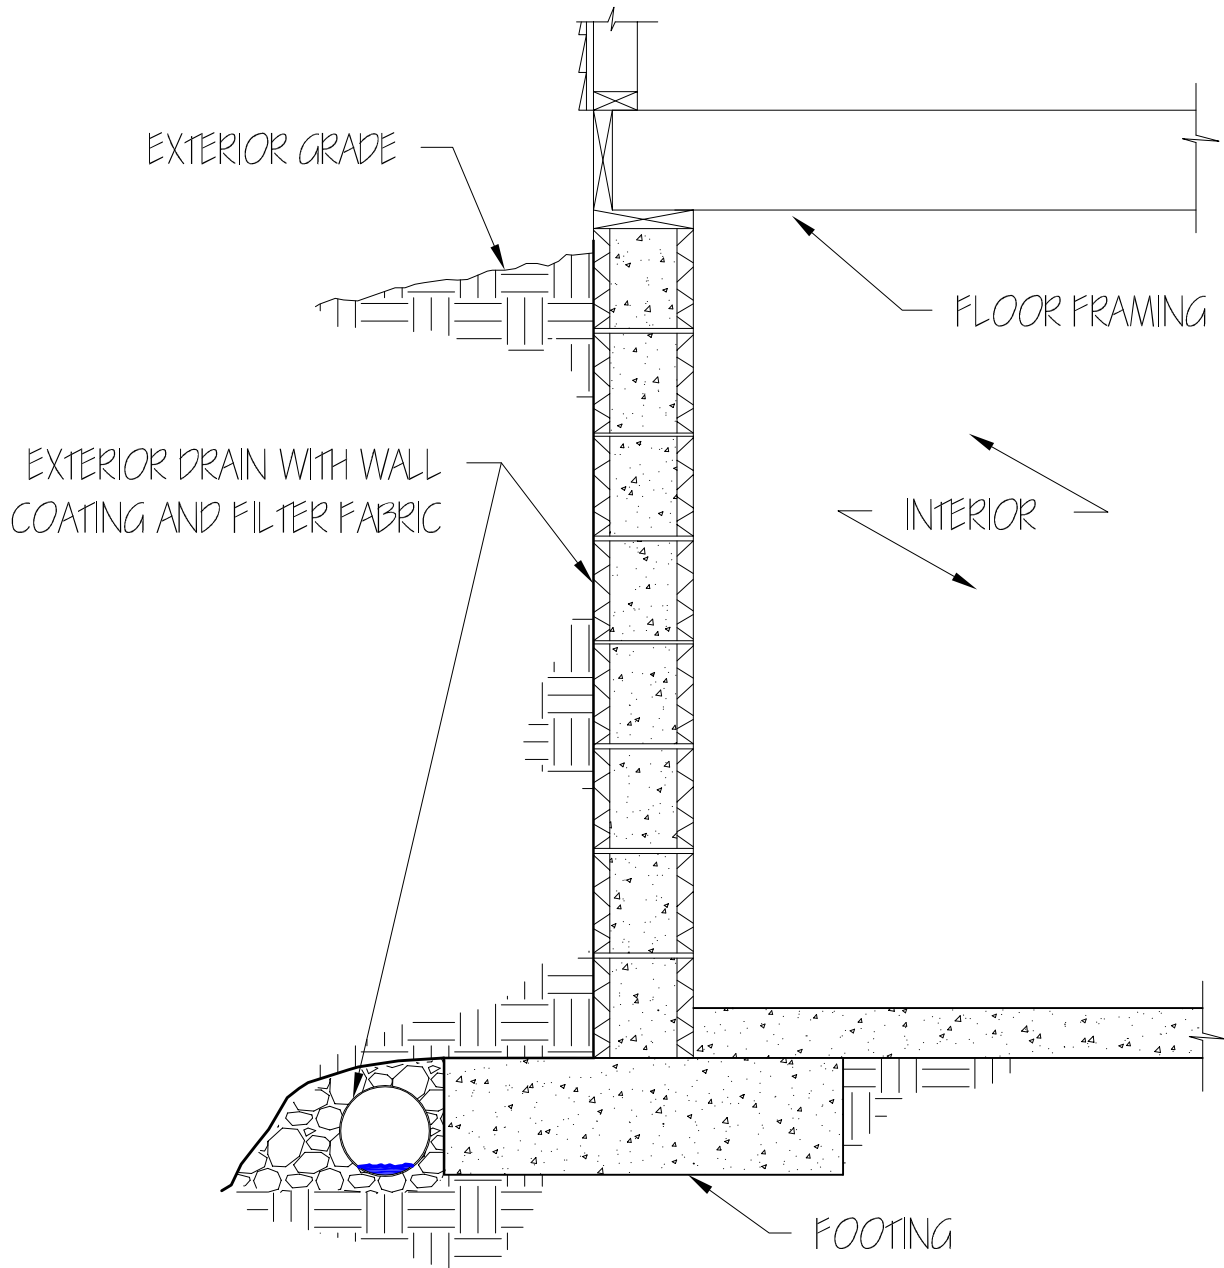 EXTERIOR GRADE
FLOOR FRAMING
EXTERIOR DRAIN WITH WALL
COATING AND FILTER FABRIC
INTERIOR
FOOTING